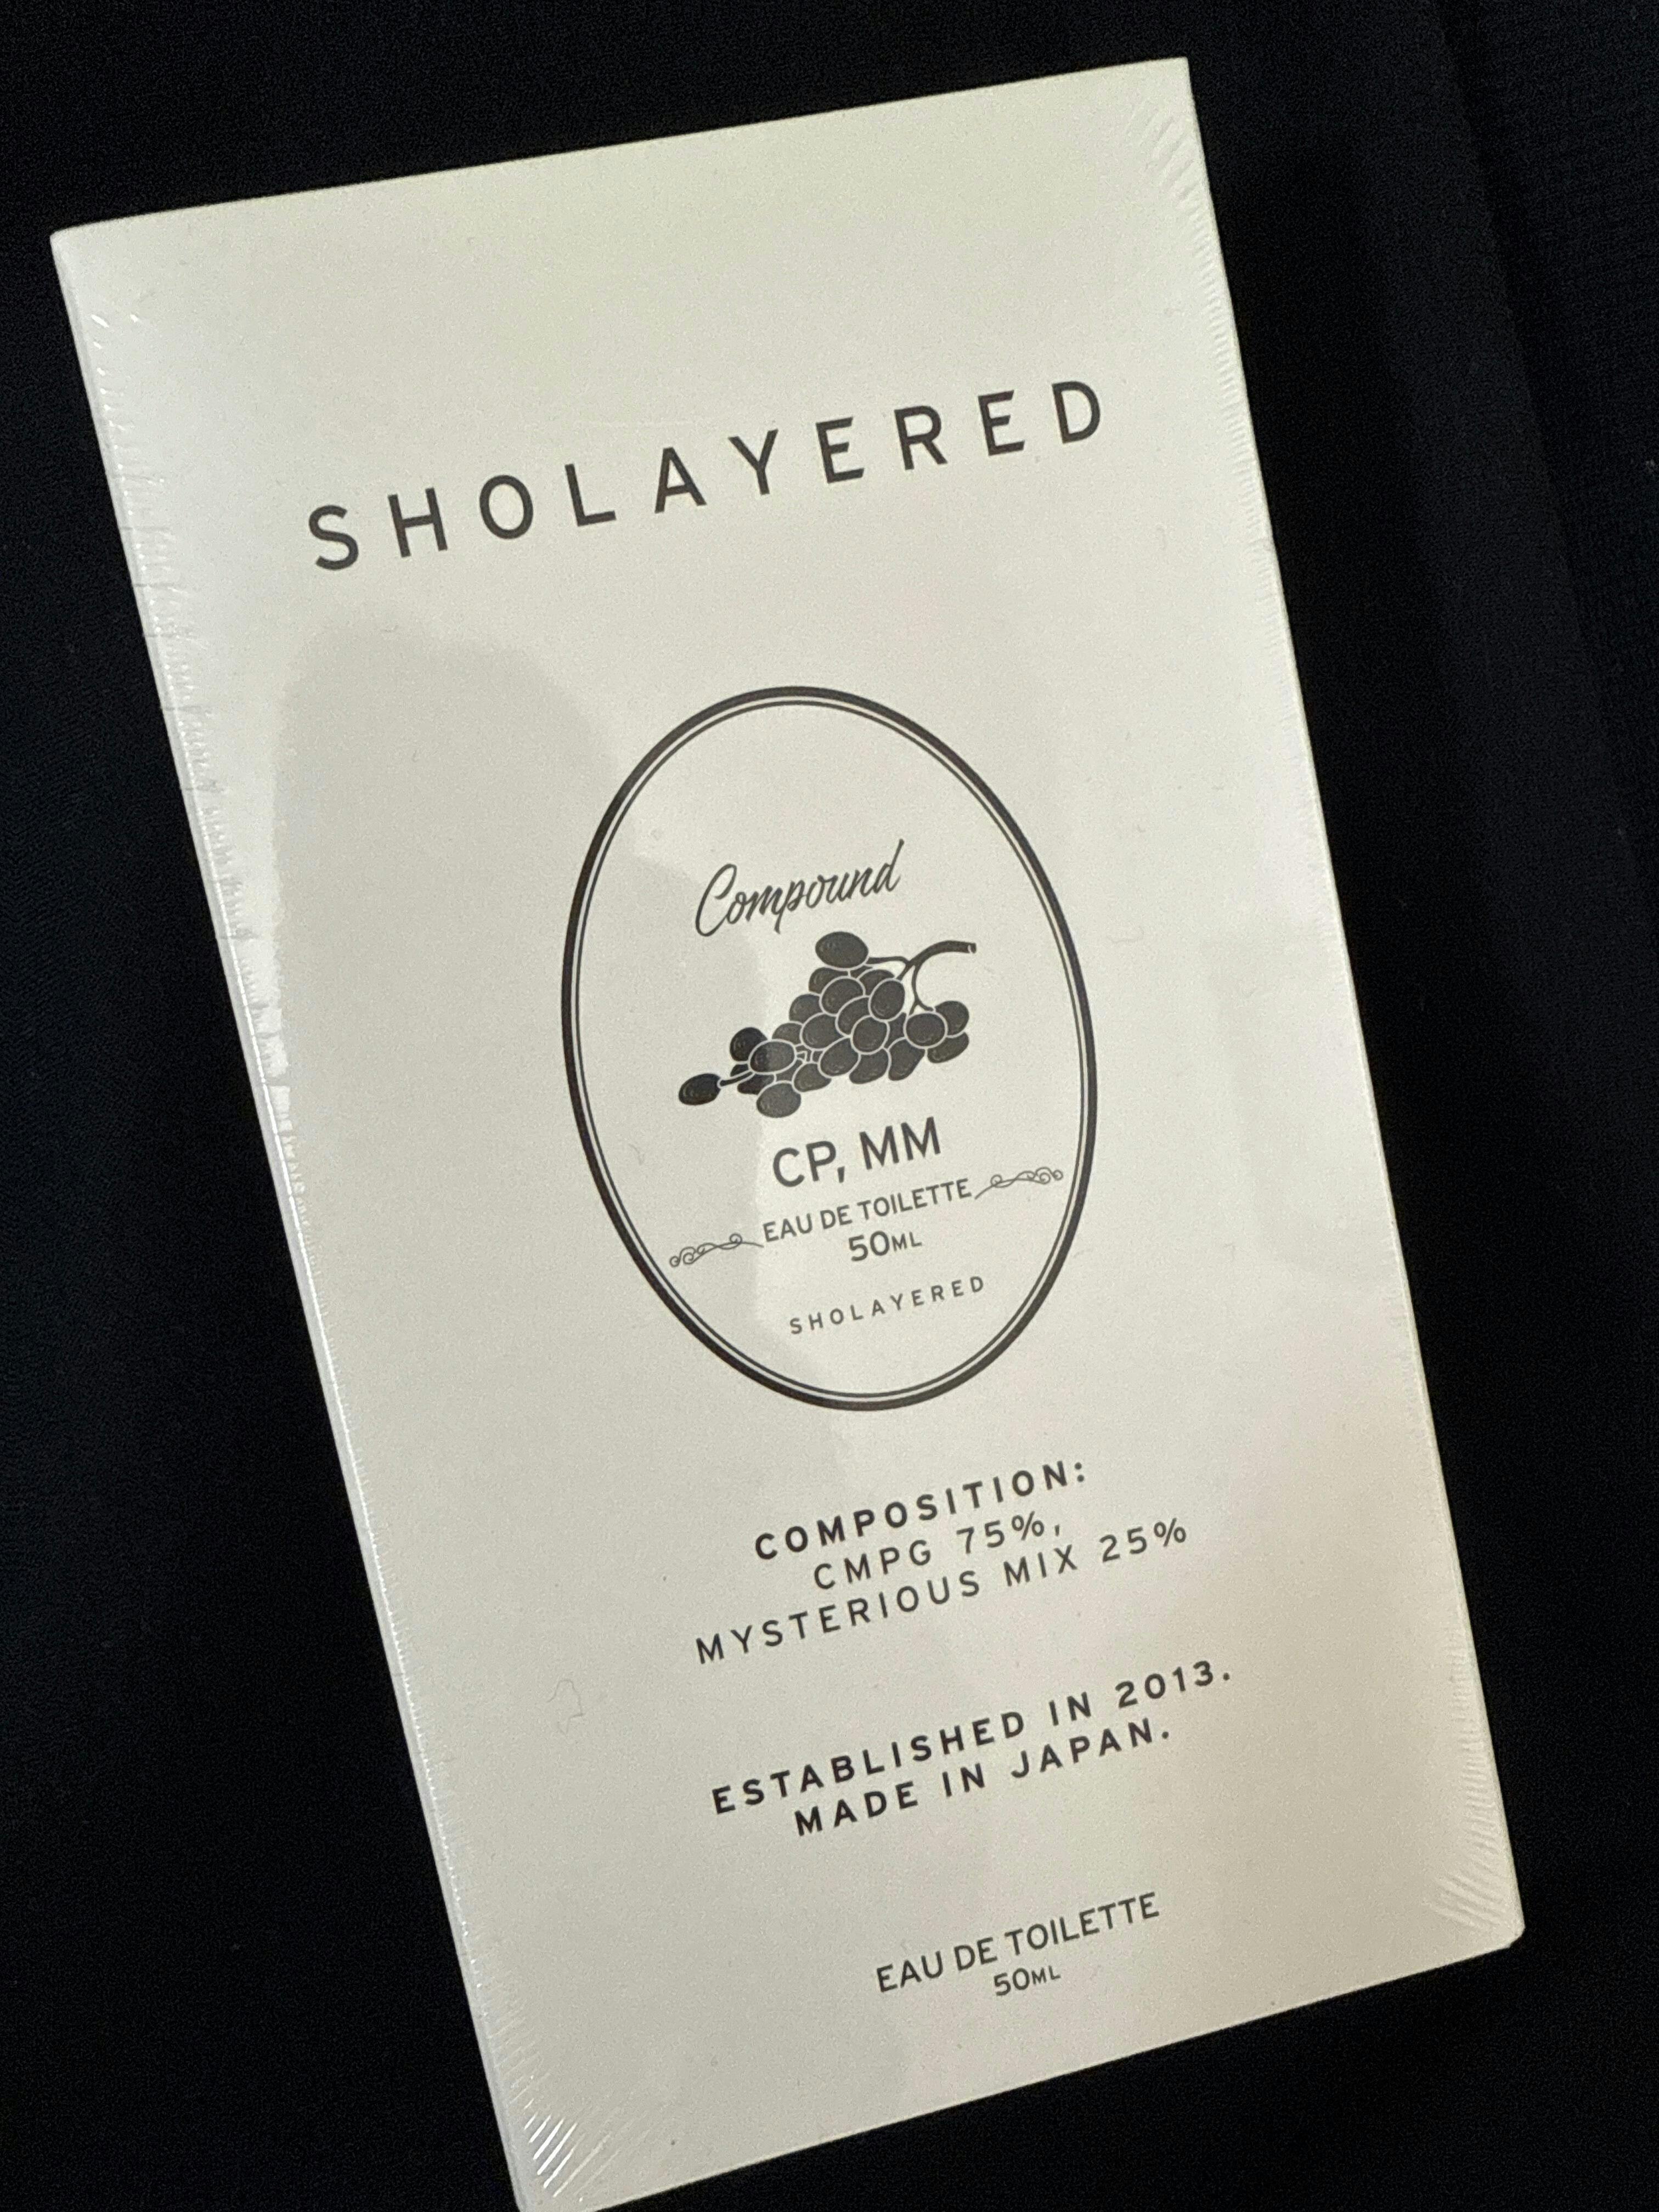 SHOLAYERED
Compound
CP, MM
EAU DE TOILETTE
50ML
SHOLAYERED
COMPOSITION:
CMPG 75%,
MYSTERIOUS MIX 25%
ESTABLISHED IN 2013.
MADE IN JAPAN.
EAU DE TOILETTE
50ML